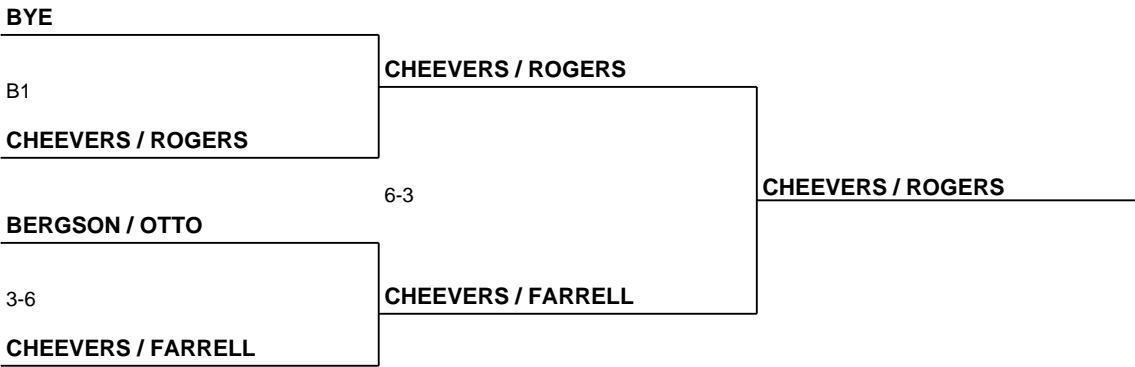 BYE
B1
CHEEVERS / ROGERS
BERGSON / OTTO
3-6
CHEEVERS / FARRELL
CHEEVERS / ROGERS
6-3
CHEEVERS / FARRELL
CHEEVERS / ROGERS